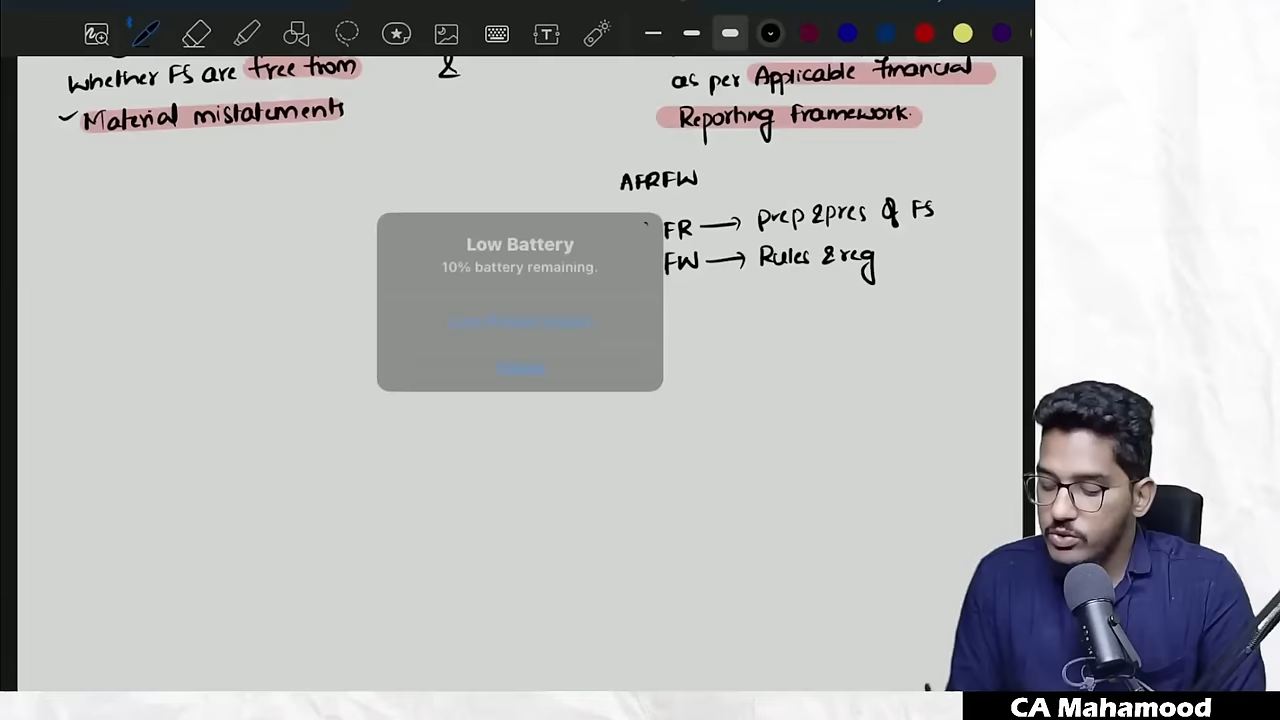 whether FS are free from
&
as per Applicable Financial
✓ Material mistatements
Reporting Framework.
AFRFW
FR → prep & pres of FS
FW → Rules & reg
Low Battery
10% battery remaining.
CA Mahamood